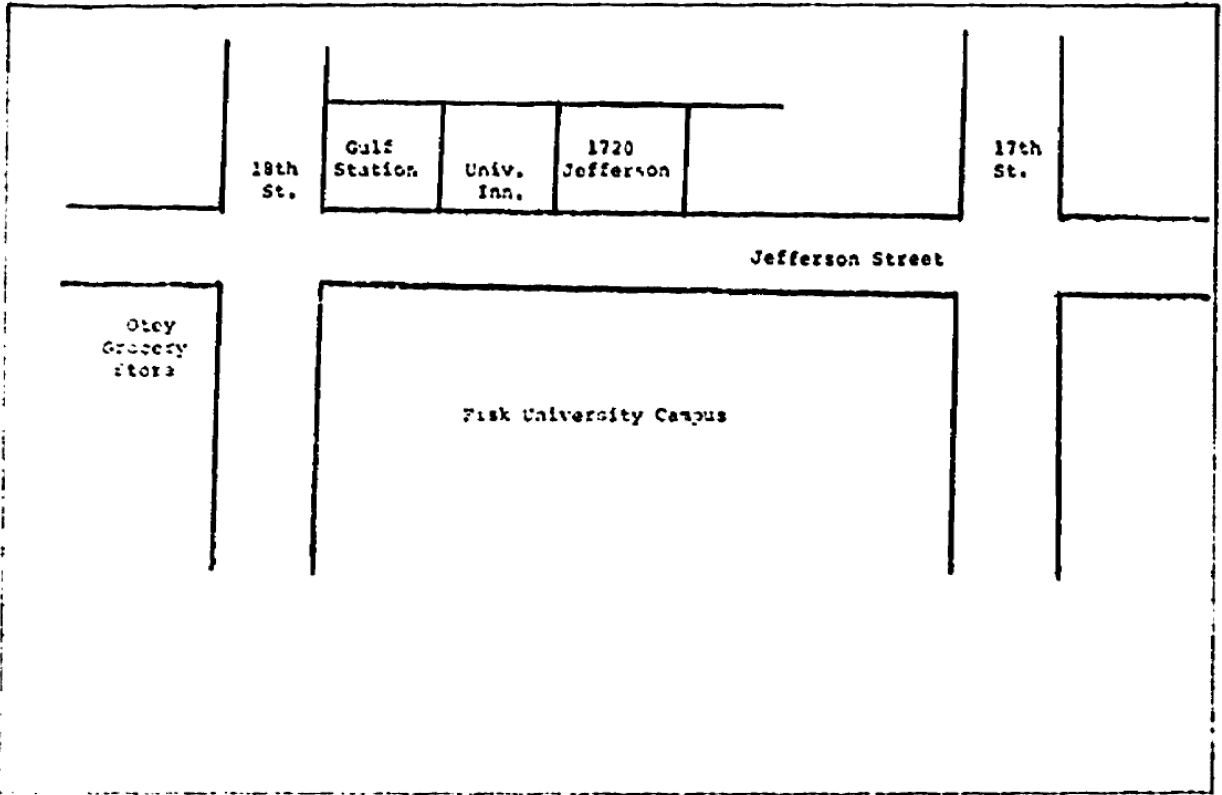 Gulf
Station
18th
St.
Univ.
Inn.
1720
Jefferson
17th
St.
Jefferson Street
Otey
Grocery
Store
Fisk University Campus